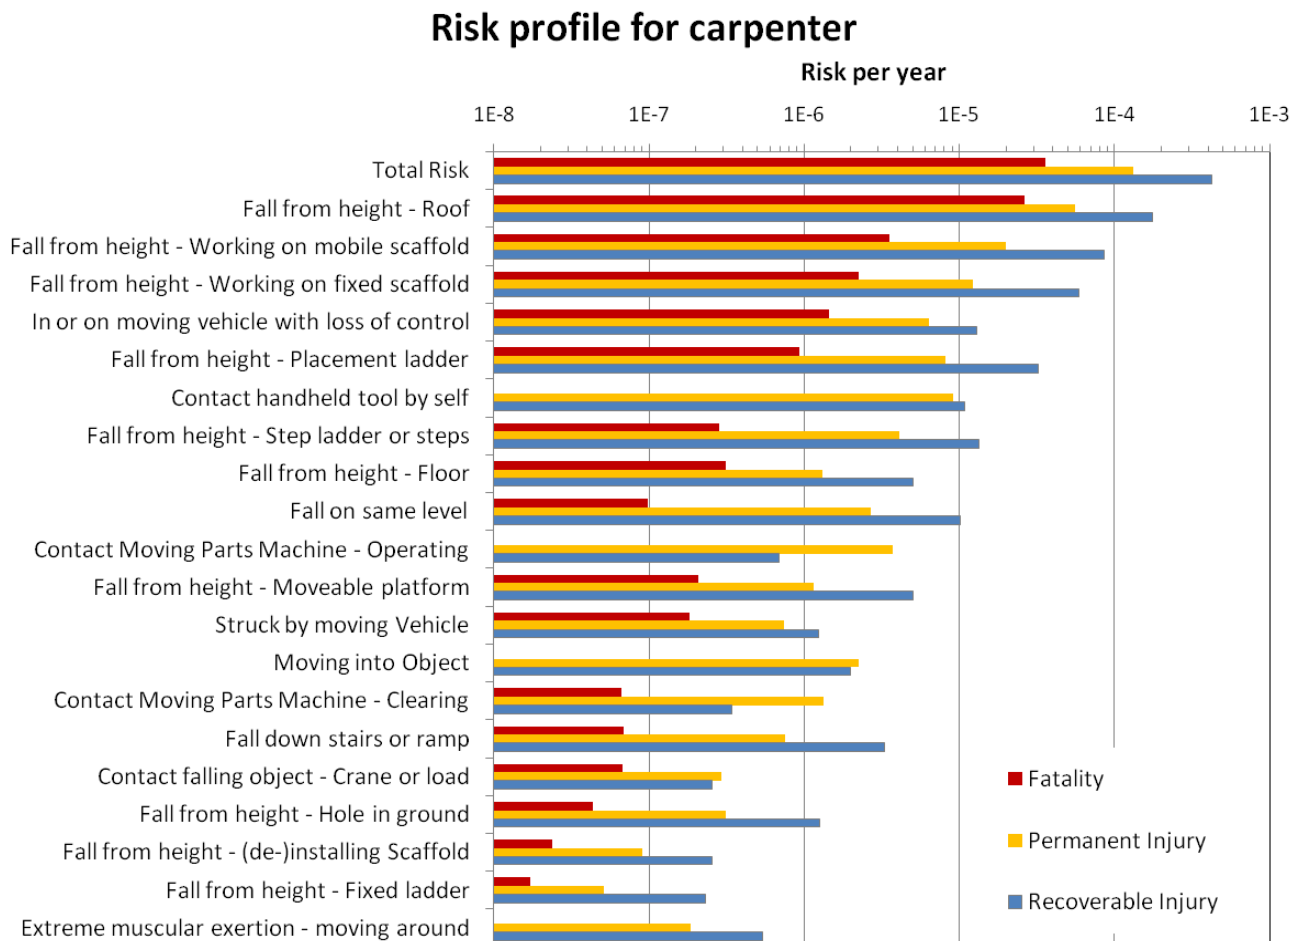 Risk profile for carpenter
Risk per year
1E-8 1E-7 1E-6 1E-5 1E-4 1E-3
Total Risk
Fall from height - Roof
Fall from height - Working on mobile scaffold
Fall from height - Working on fixed scaffold
In or on moving vehicle with loss of control
Fall from height - Placement ladder
Contact handheld tool by self
Fall from height - Step ladder or steps
Fall from height - Floor
Fall on same level
Contact Moving Parts Machine - Operating
Fall from height - Moveable platform
Struck by moving Vehicle
Moving into Object
Contact Moving Parts Machine - Clearing
Fall down stairs or ramp
Contact falling object - Crane or load
Fall from height - Hole in ground
Fall from height - (de-)installing Scaffold
Fall from height - Fixed ladder
Extreme muscular exertion - moving around
Fatality
Permanent Injury
Recoverable Injury